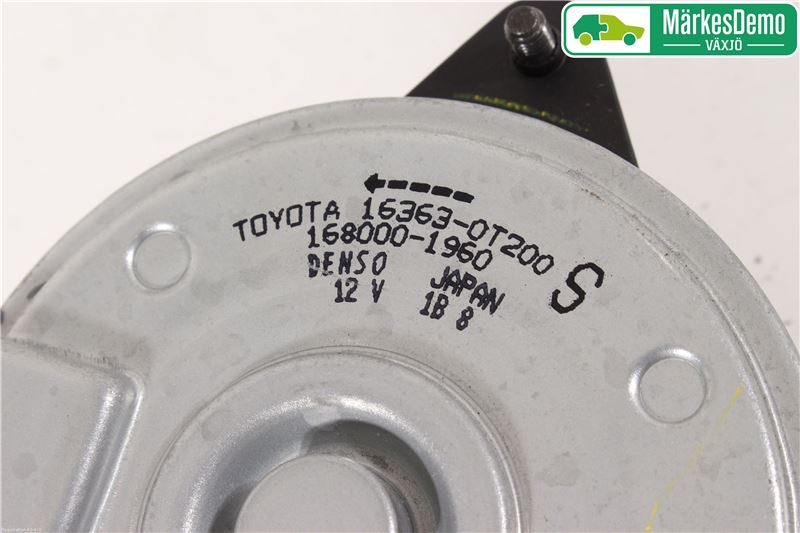 MärkesDemo
VÄXJÖ
TOYOTA 16363-0T200
168000-1960
DENSO JAPAN
12 V 1B 8
S